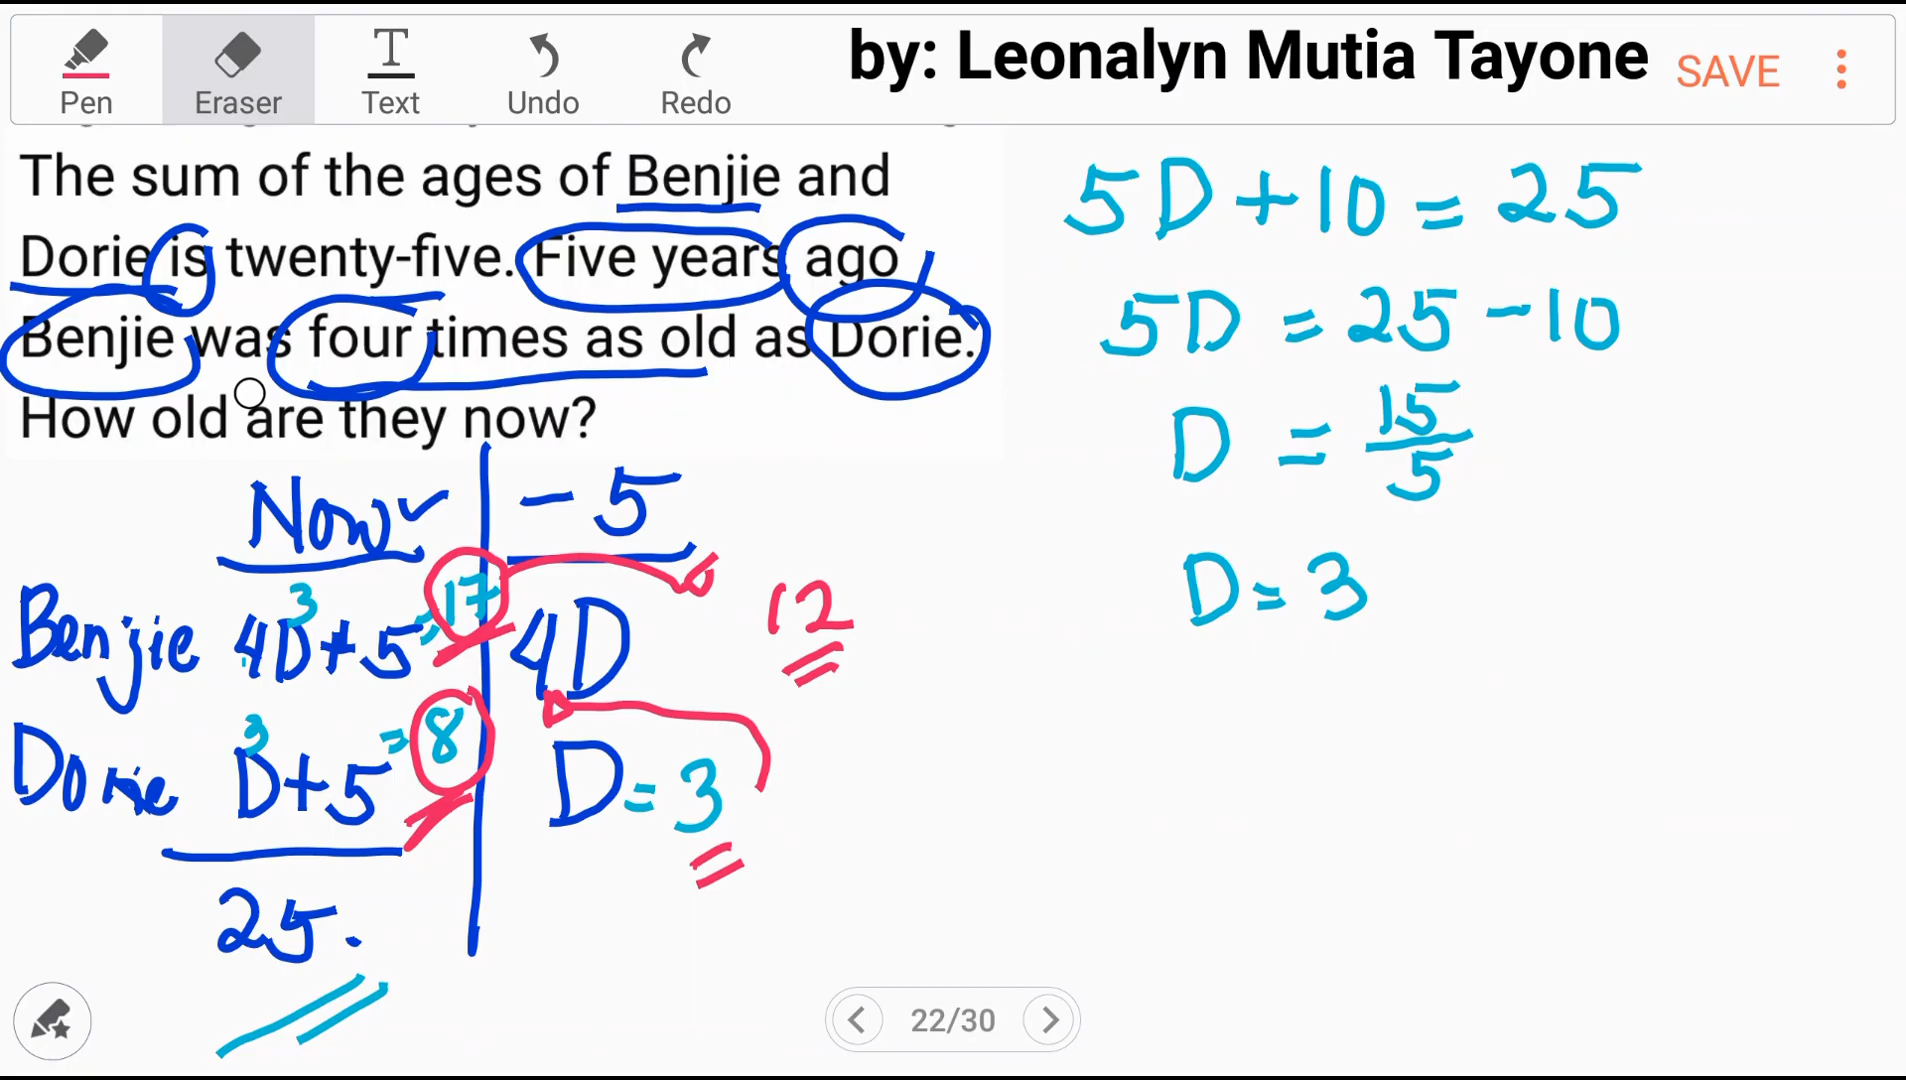 Pen
Eraser
Text
Undo
Redo
by: Leonalyn Mutia Tayone
SAVE
The sum of the ages of Benjie and
Dorie is twenty-five. Five years ago
Benjie was four times as old as Dorie.
How old are they now?
Now - 5
Benjie 4D+5 = 17 4D 12
3
Dorie D+5 = 8 D = 3
3
25.
5D + 10 = 25
5D = 25 - 10
D = 15/5
D = 3
22/30